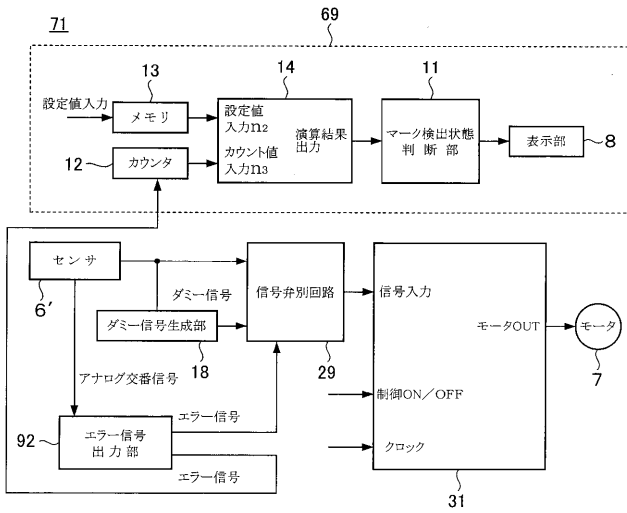 71
69
13
14
11
設定値入力
メモリ
設定値
入力n2
演算結果
出力
マーク検出状態
判断部
表示部
8
12
カウンタ
カウント値
入力n3
センサ
6′
ダミー信号
信号弁別回路
29
信号入力
モータOUT
モータ
7
ダミー信号生成部
18
アナログ交番信号
制御ON/OFF
92
エラー信号
出力部
エラー信号
エラー信号
クロック
31